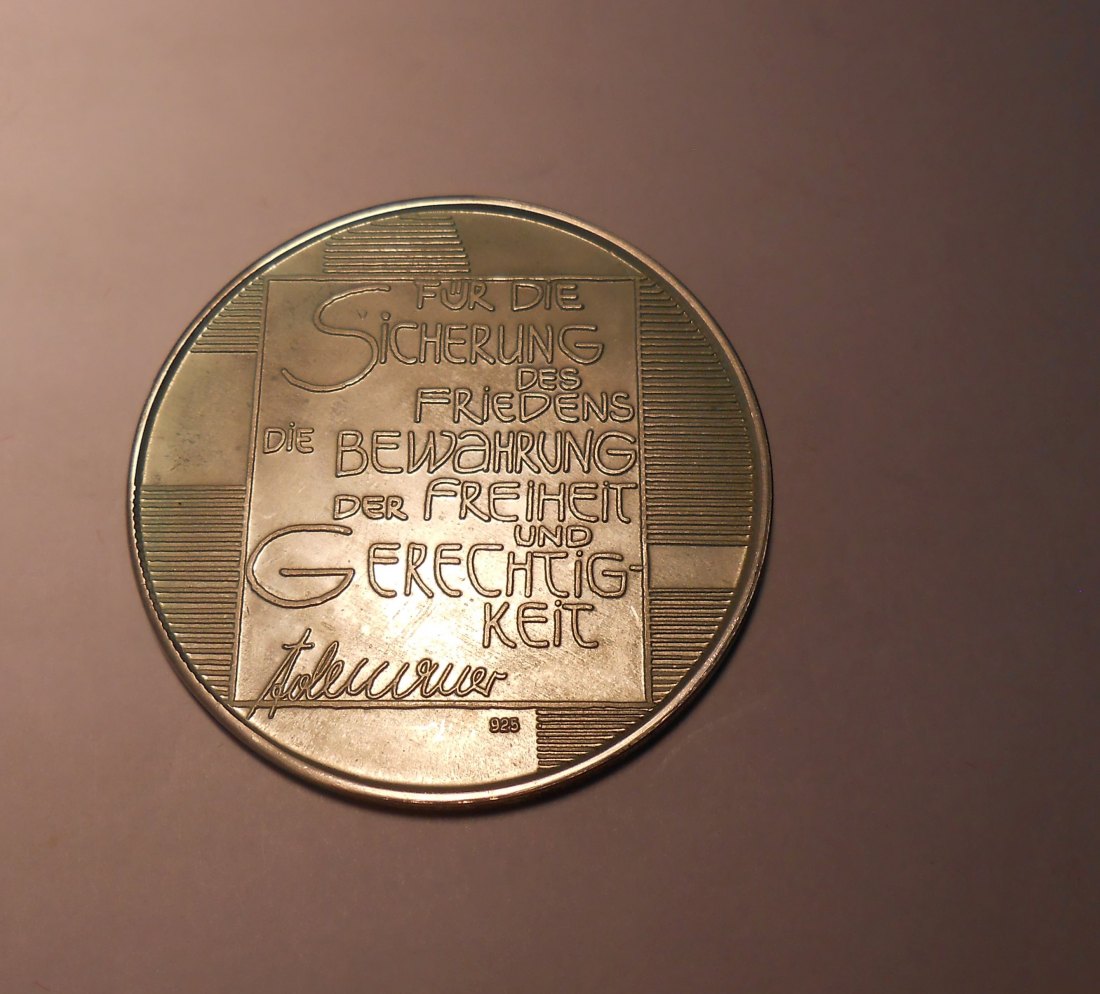 FÜR DIE
SiCHERUNG
DES
FRiEDENS
DiE BEWAHRUNG
DER FREiHEiT
UND
GERECHTiG-
KEiT
925